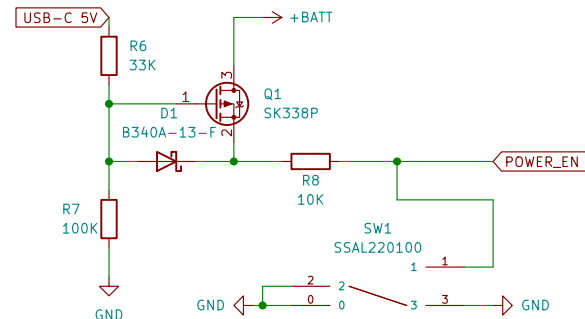 USB-C 5V
+BATT
R6
33K
3
1
Q1
SK338P
D1
B340A-13-F
2
POWER_EN
R8
10K
R7
100K
SW1
SSAL220100
1 1
2 2
GND
0 0
3 3
GND
GND